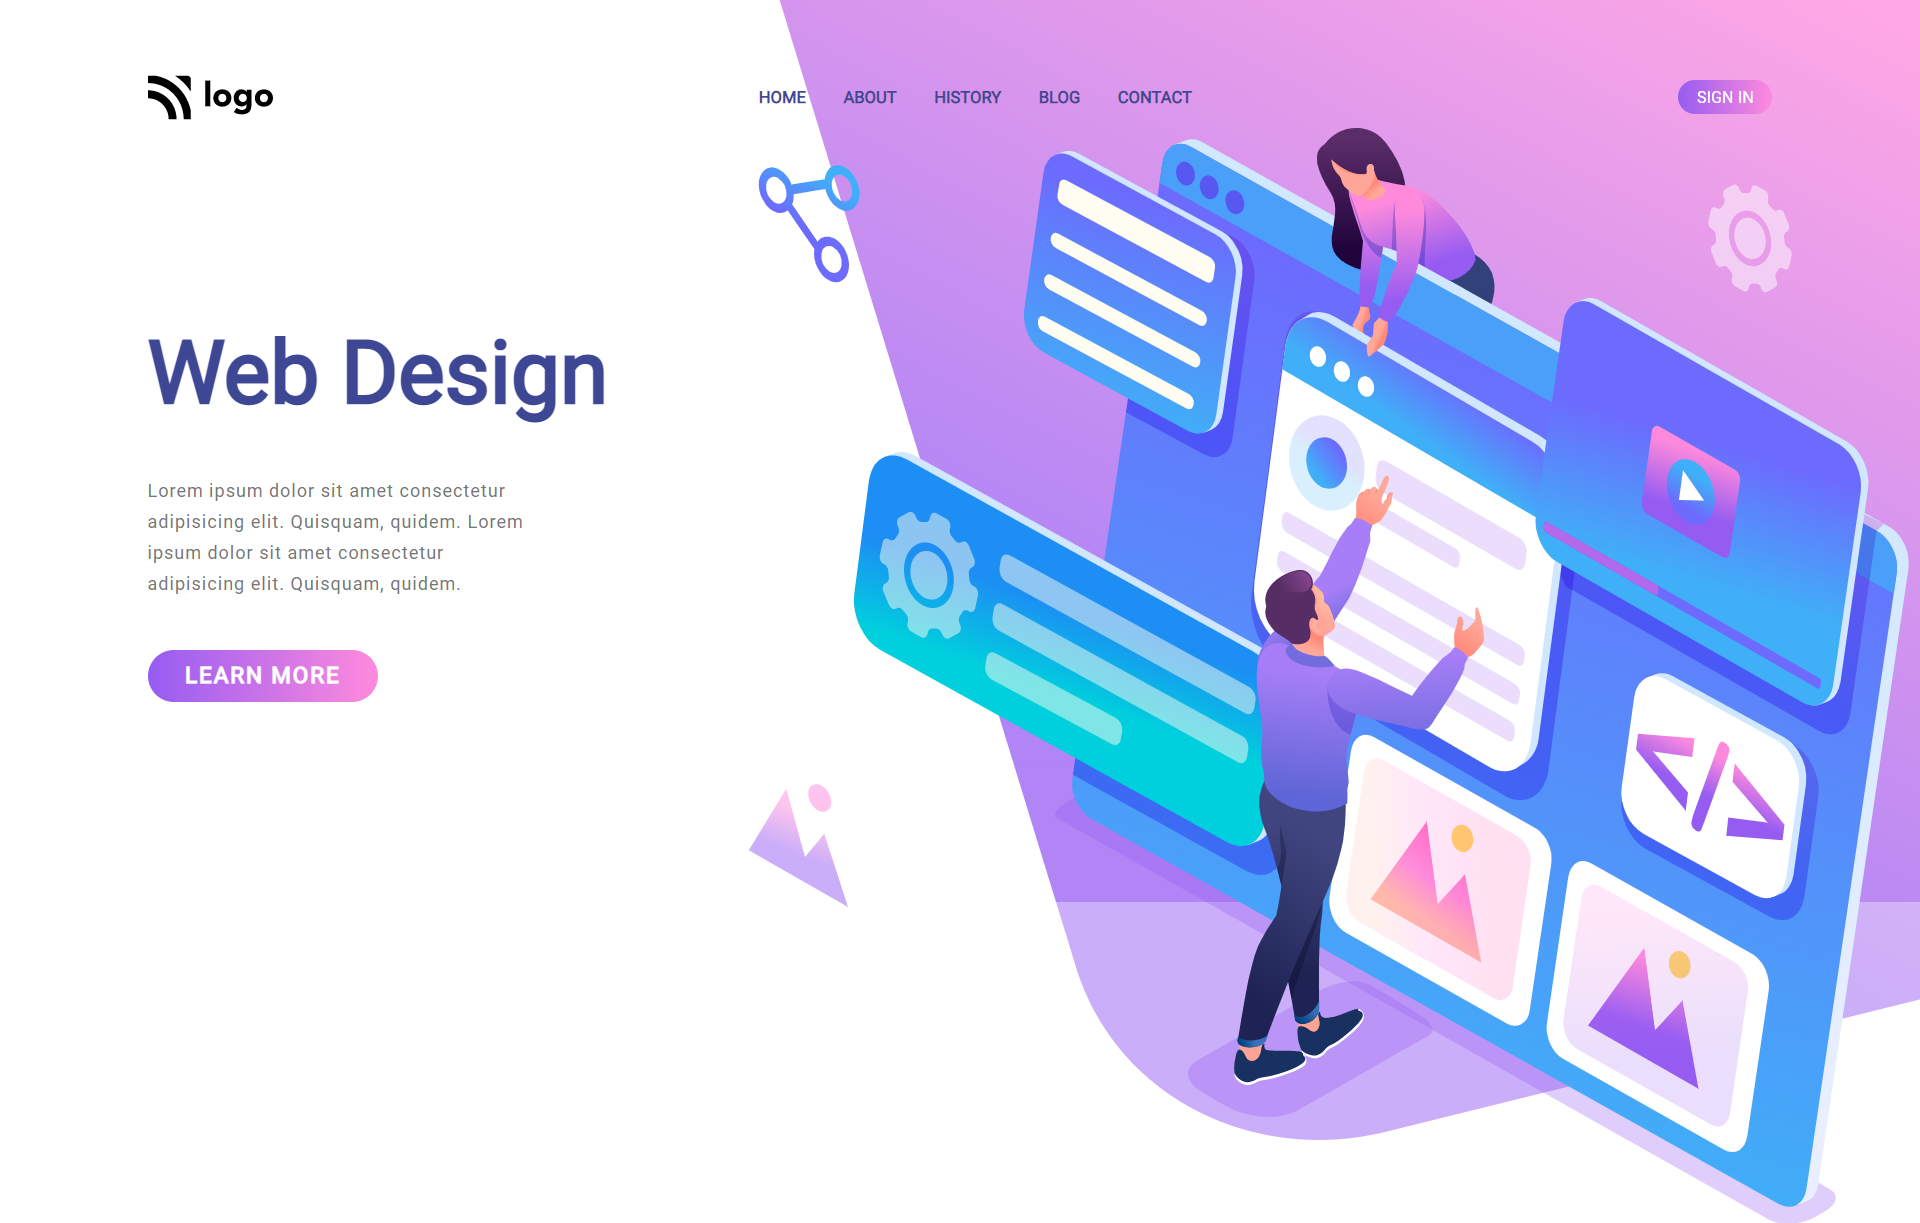 logo
HOME ABOUT HISTORY BLOG CONTACT
SIGN IN
Web Design
Lorem ipsum dolor sit amet consectetur
adipisicing elit. Quisquam, quidem. Lorem
ipsum dolor sit amet consectetur
adipisicing elit. Quisquam, quidem.
LEARN MORE
</>